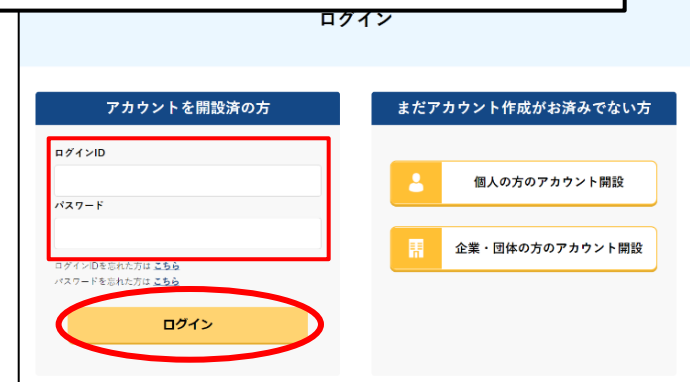 ログイン
アカウントを開設済の方
ログインID
パスワード
ログインIDを忘れた方は こちら
パスワードを忘れた方は こちら
ログイン
まだアカウント作成がお済みでない方
個人の方のアカウント開設
企業・団体の方のアカウント開設